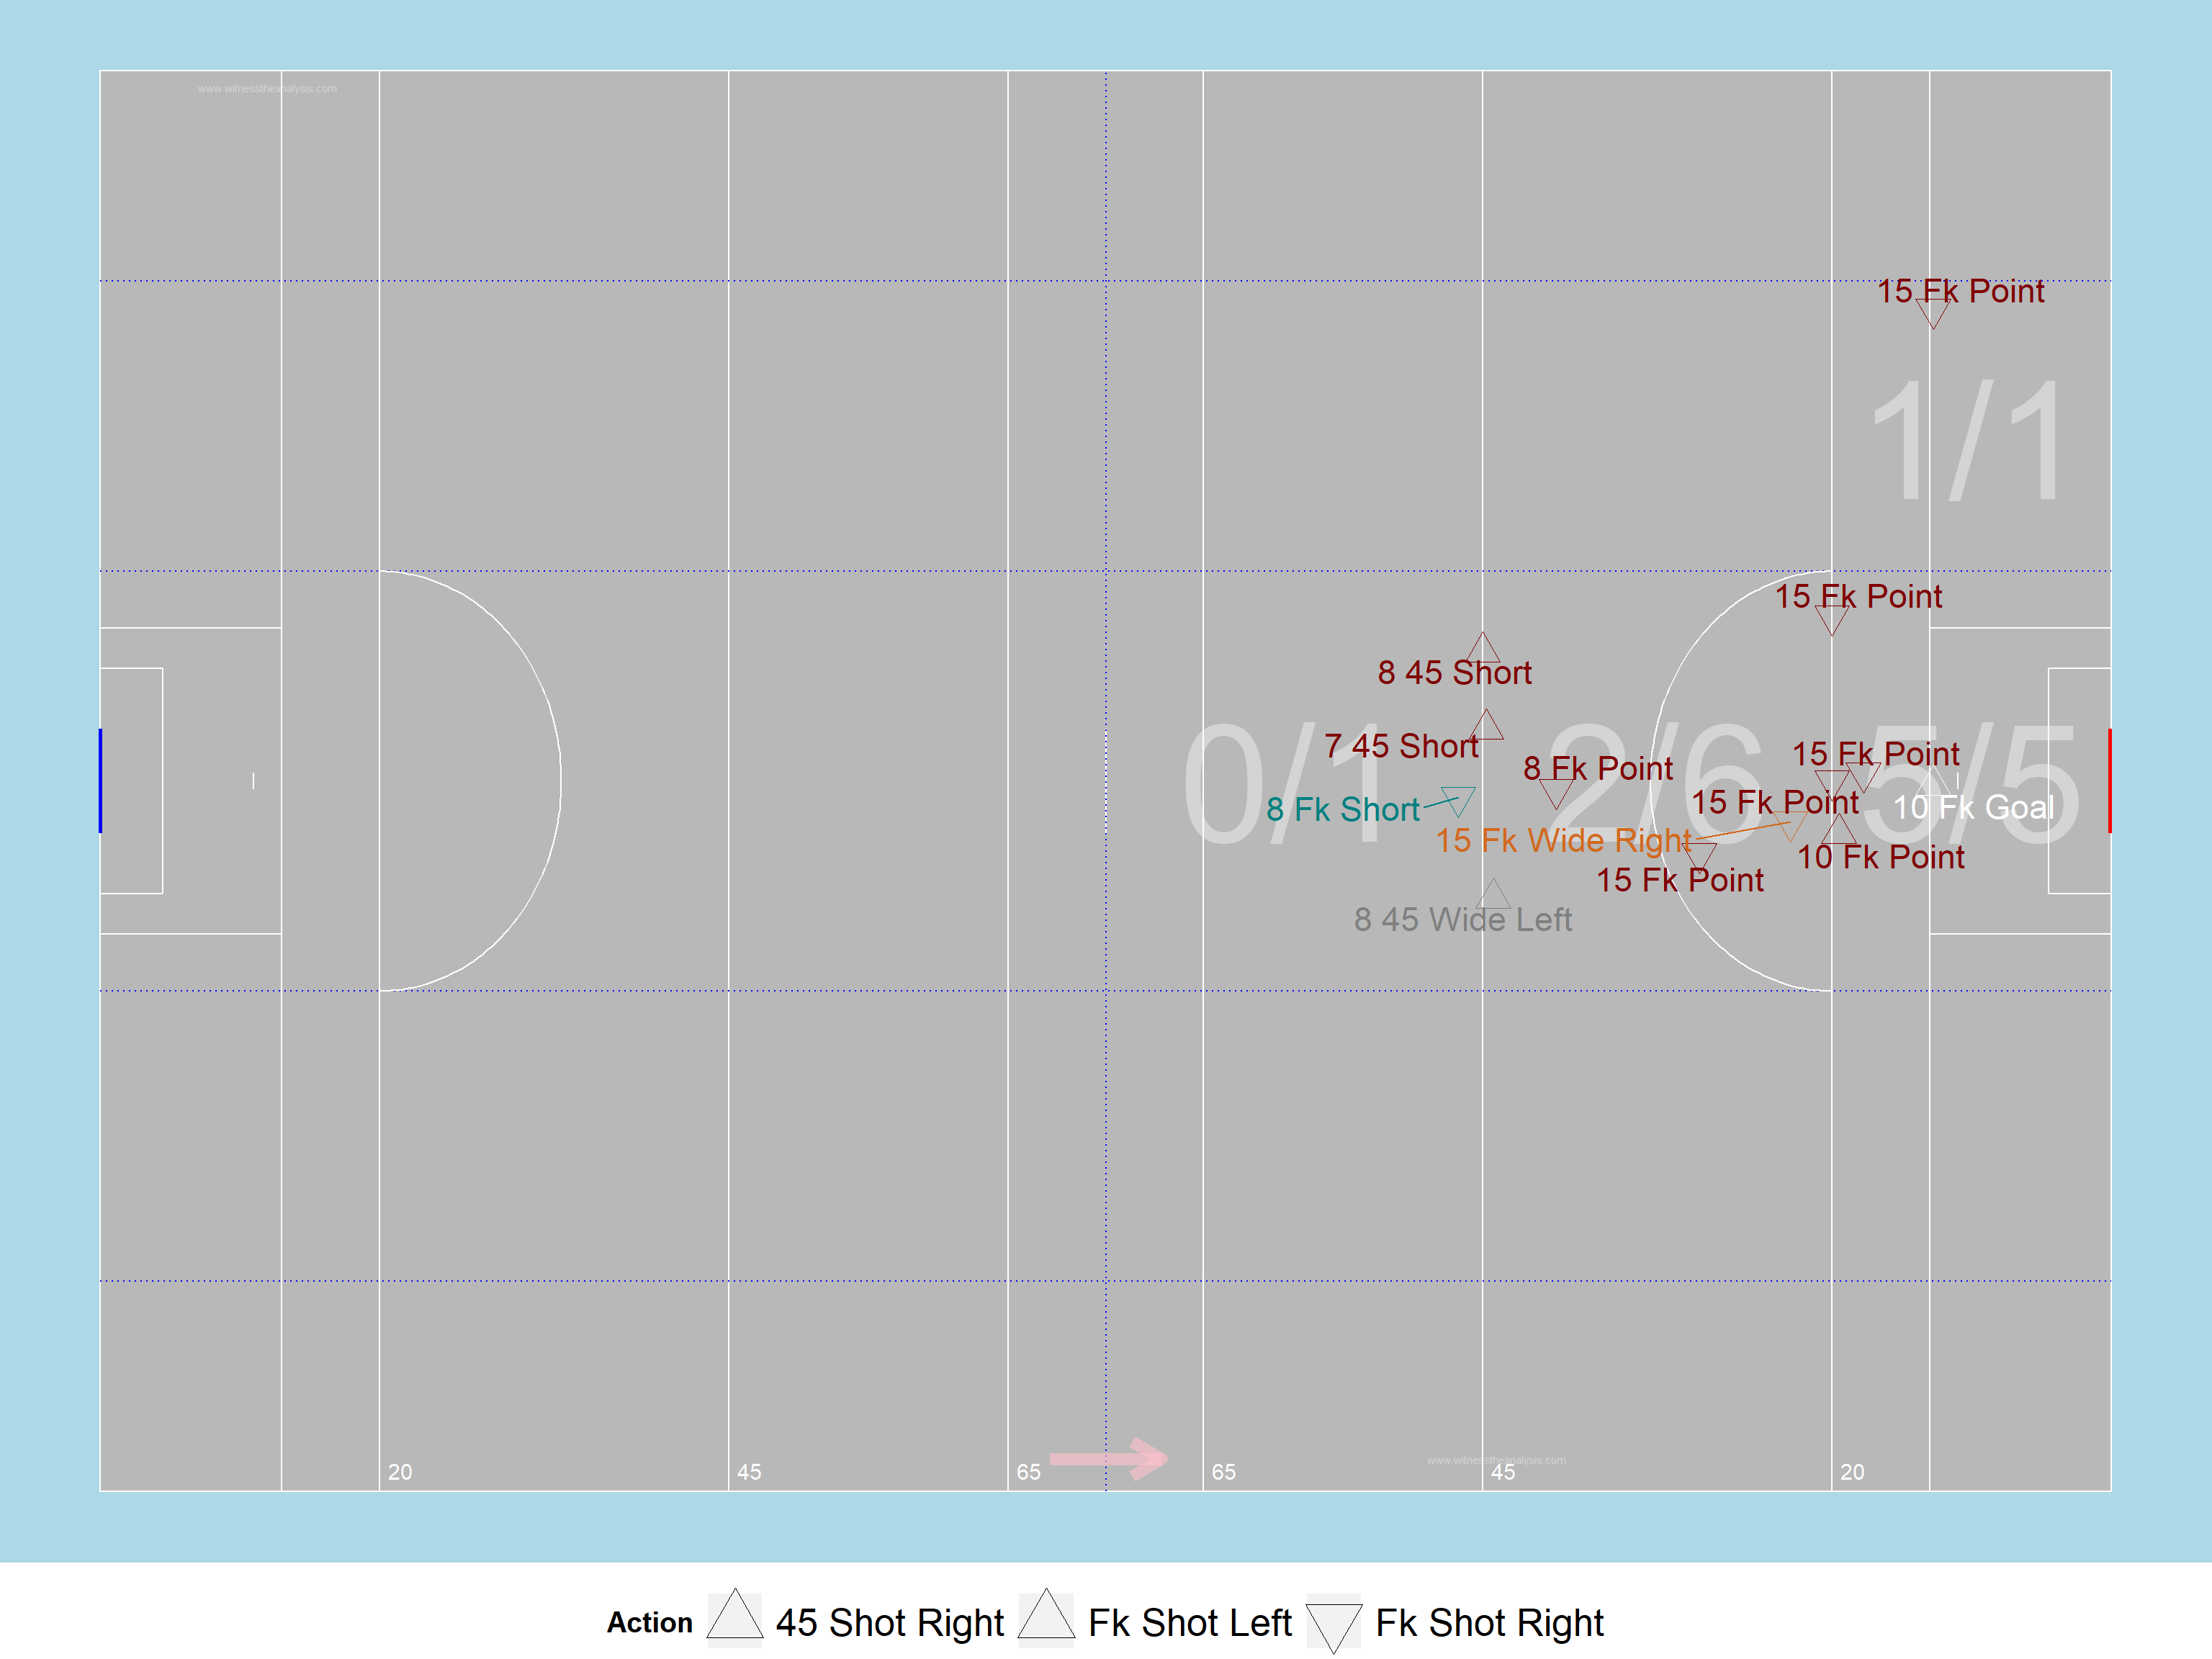 www.witnesstheanalysis.com
15 Fk Point
1/1
15 Fk Point
8 45 Short
0/1
2/6
5/5
7 45 Short
15 Fk Point
8 Fk Point
15 Fk Point
10 Fk Goal
8 Fk Short
15 Fk Wide Right
10 Fk Point
15 Fk Point
8 45 Wide Left
www.witnesstheanalysis.com
20
45
65
65
45
20
Action 45 Shot Right Fk Shot Left Fk Shot Right